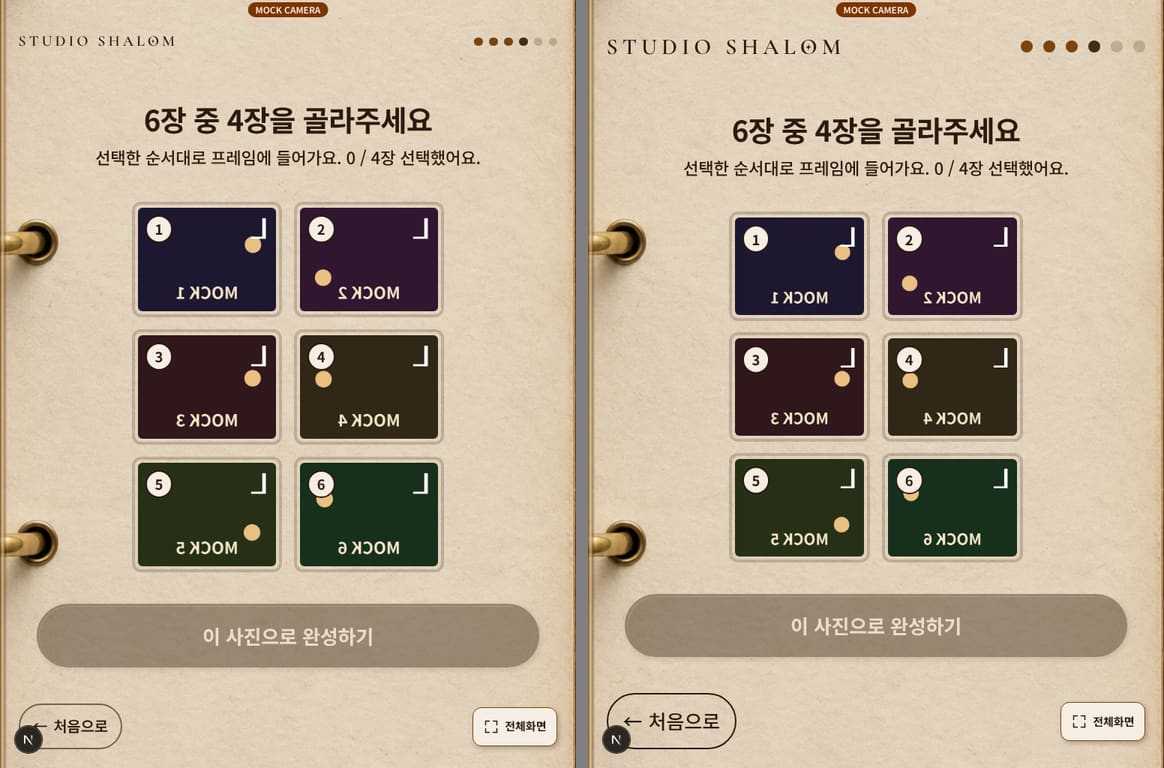 MOCK CAMERA
STUDIO SHALOM
6장 중 4장을 골라주세요
선택한 순서대로 프레임에 들어가요. 0 / 4장 선택했어요.
1
MOCK 1
2
MOCK 2
3
MOCK 3
4
MOCK 4
5
MOCK 5
6
MOCK 6
이 사진으로 완성하기
← 처음으로
N
전체화면
MOCK CAMERA
STUDIO SHALOM
6장 중 4장을 골라주세요
선택한 순서대로 프레임에 들어가요. 0 / 4장 선택했어요.
1
MOCK 1
2
MOCK 2
3
MOCK 3
4
MOCK 4
5
MOCK 5
6
MOCK 6
이 사진으로 완성하기
← 처음으로
N
전체화면